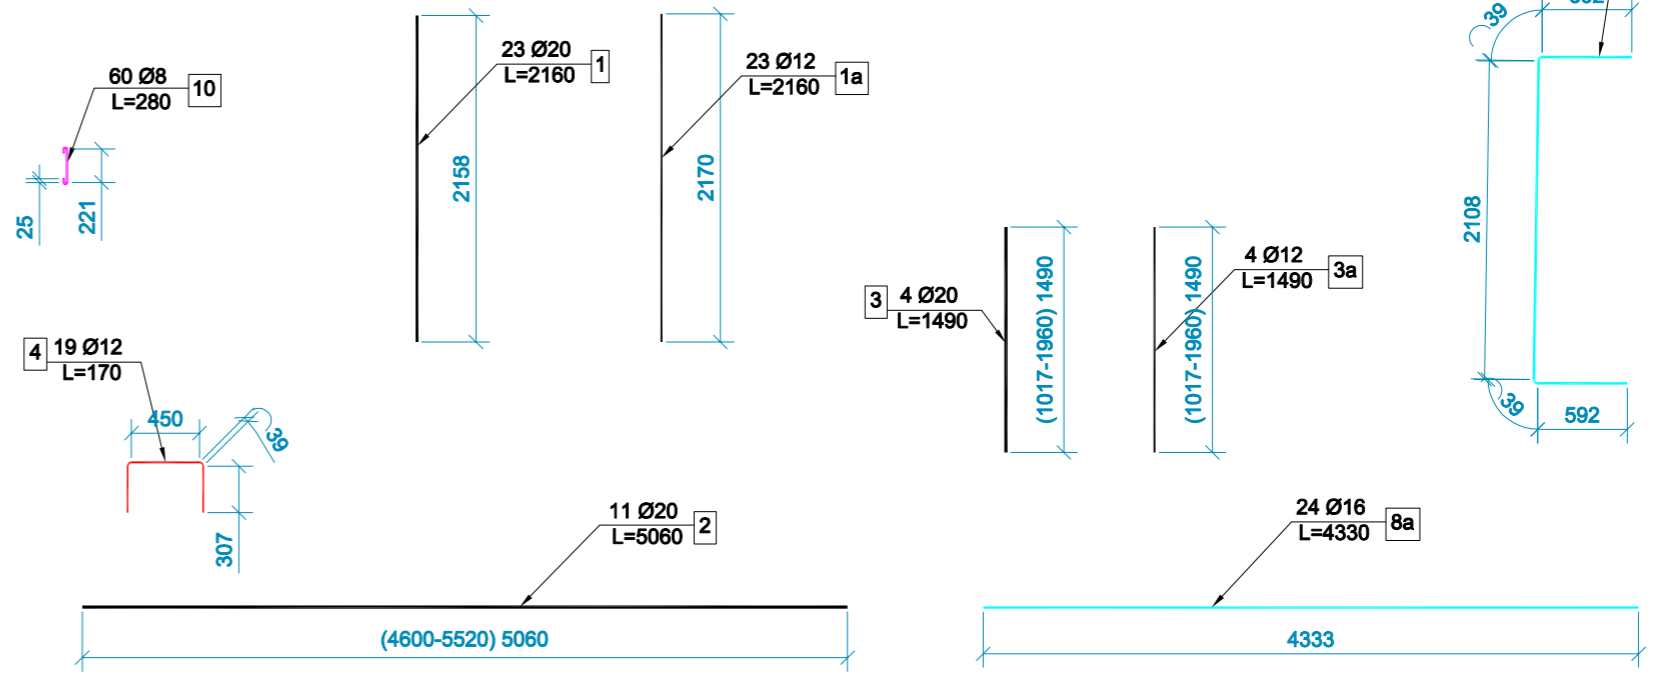 60 Ø8
L=280
10
25
221
23 Ø20
L=2160
1
2158
23 Ø12
L=2160
1a
2170
39
2108
39
592
3
4 Ø20
L=1490
(1017-1960) 1490
4 Ø12
L=1490
3a
(1017-1960) 1490
4
19 Ø12
L=170
450
39
307
11 Ø20
L=5060
2
(4600-5520) 5060
24 Ø16
L=4330
8a
4333